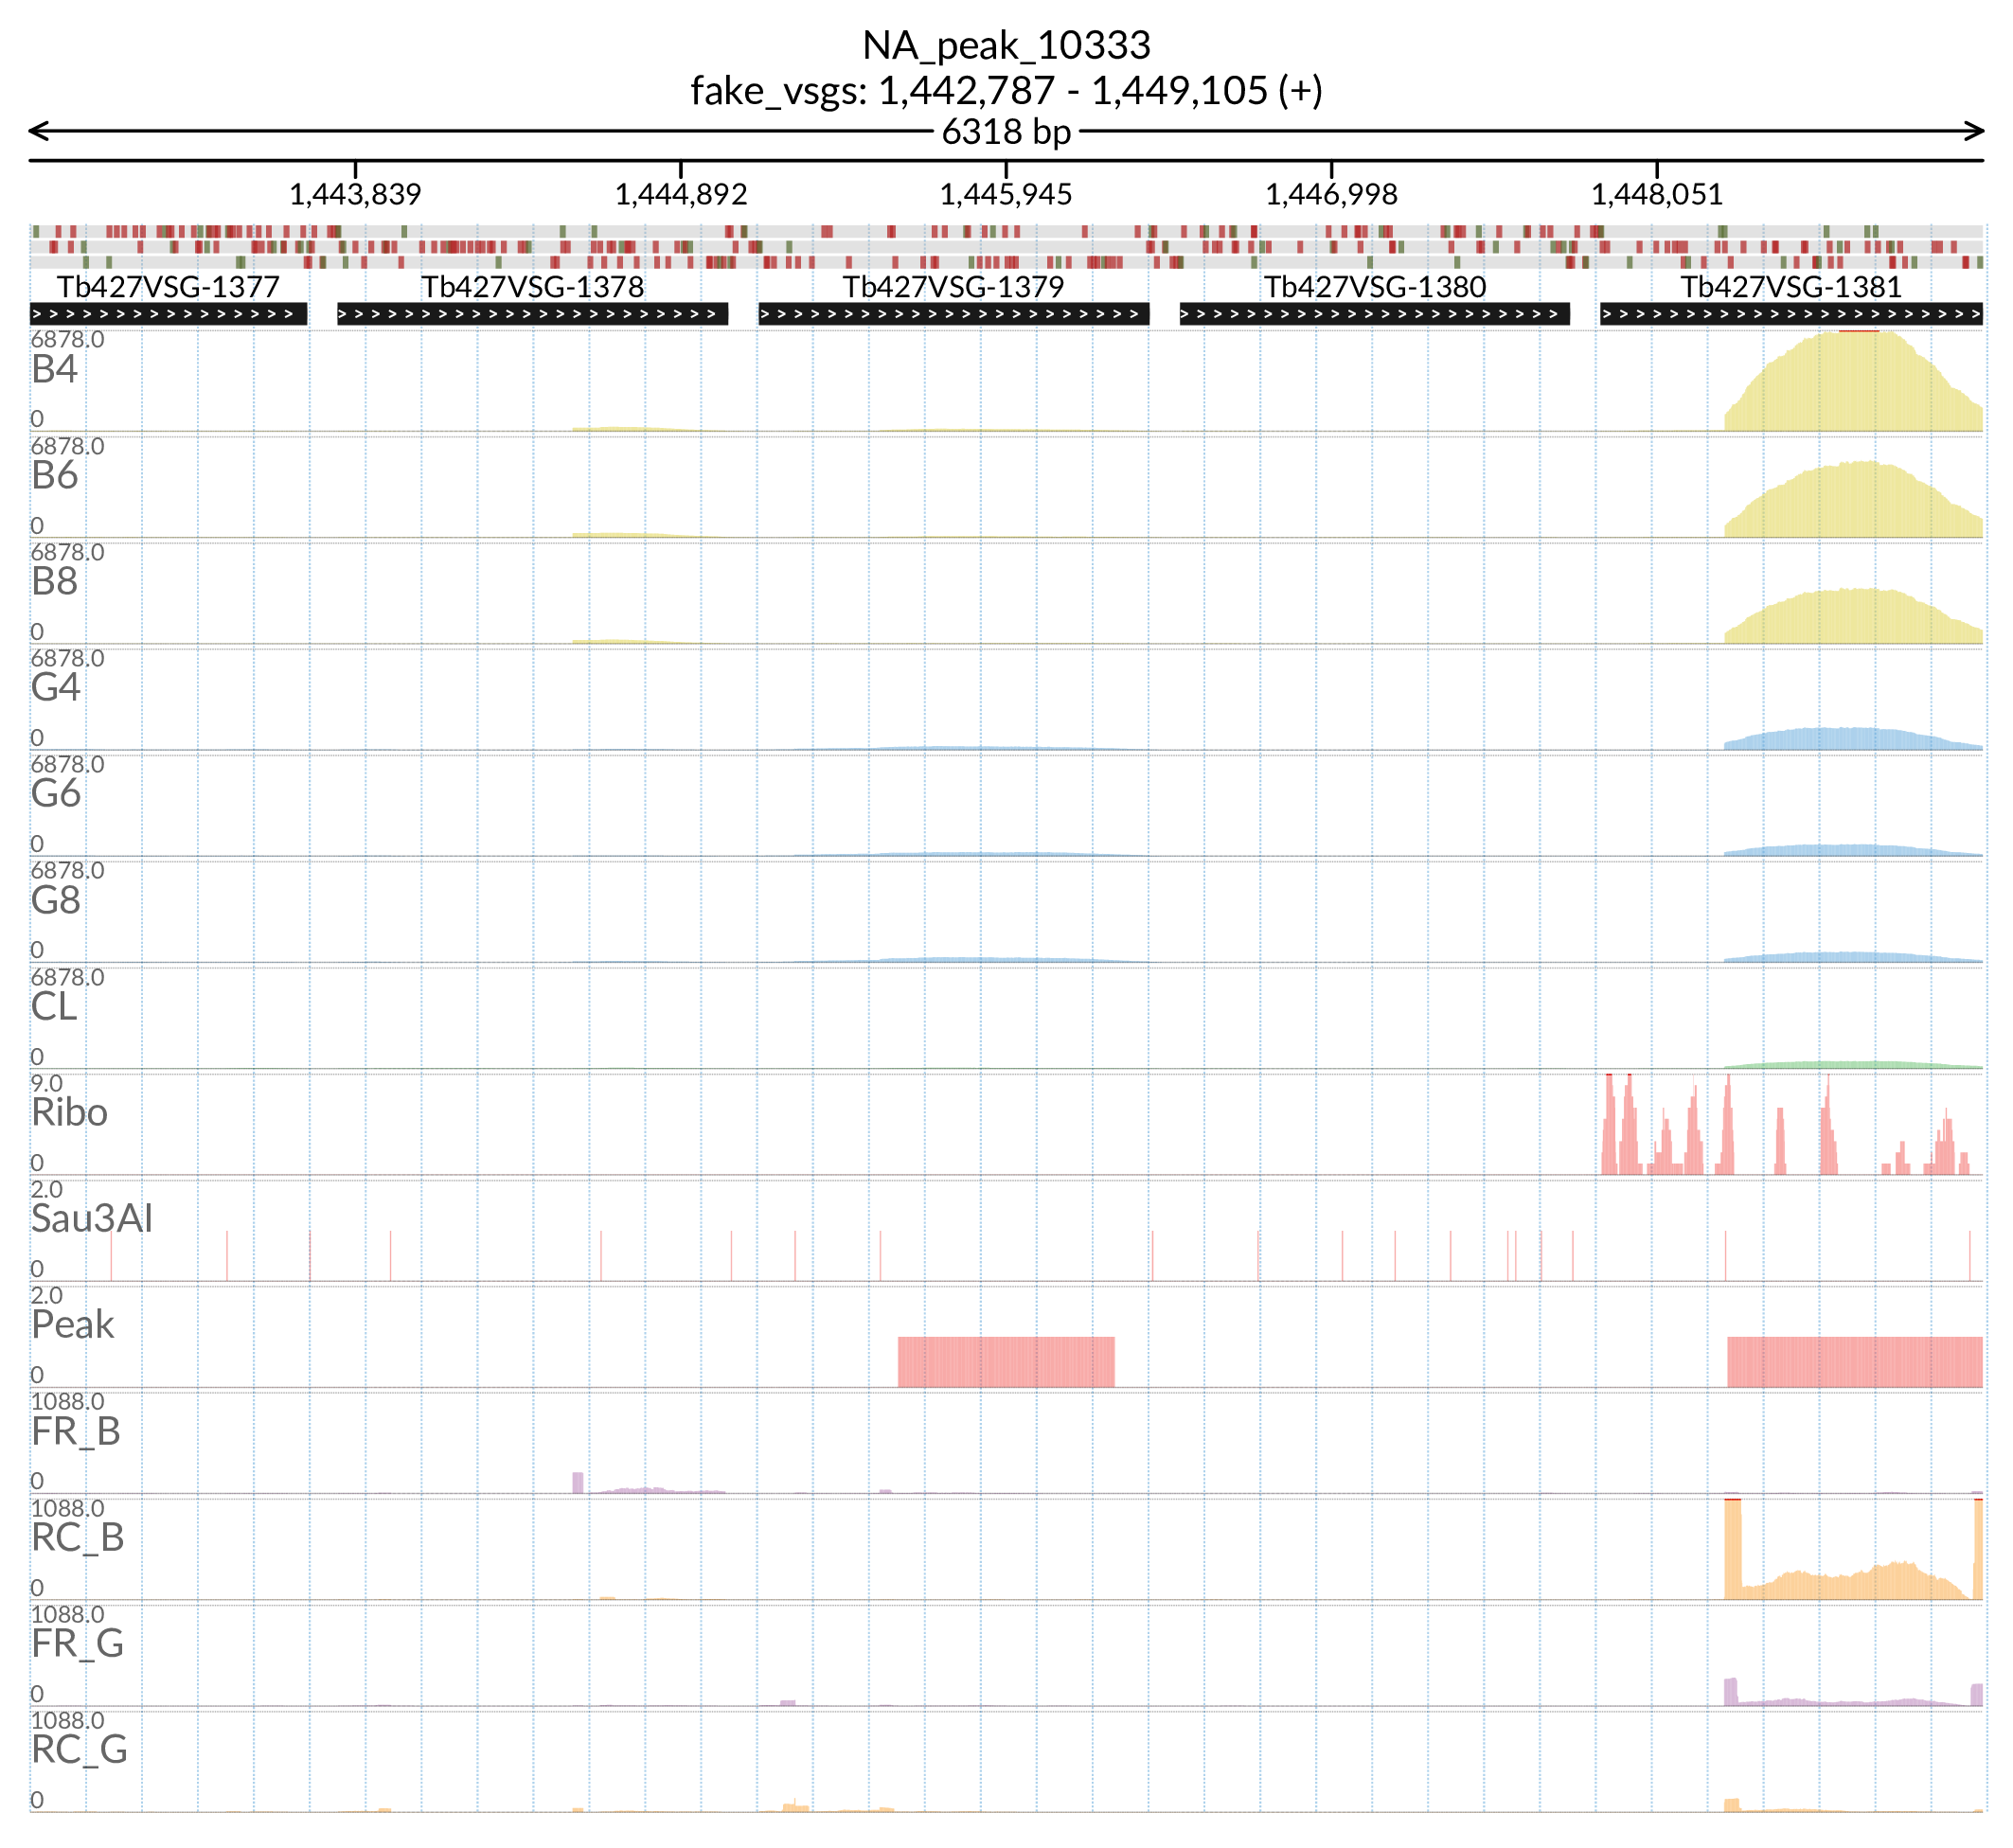 NA_peak_10333
fake_vsgs: 1,442,787 - 1,449,105 (+)
6318 bp
1,443,839 1,444,892 1,445,945 1,446,998 1,448,051
Tb427VSG-1377 Tb427VSG-1378 Tb427VSG-1379 Tb427VSG-1380 Tb427VSG-1381
6878.0
B4
0
6878.0
B6
0
6878.0
B8
0
6878.0
G4
0
6878.0
G6
0
6878.0
G8
0
6878.0
CL
0
9.0
Ribo
0
2.0
Sau3AI
0
2.0
Peak
0
1088.0
FR_B
0
1088.0
RC_B
0
1088.0
FR_G
0
1088.0
RC_G
0